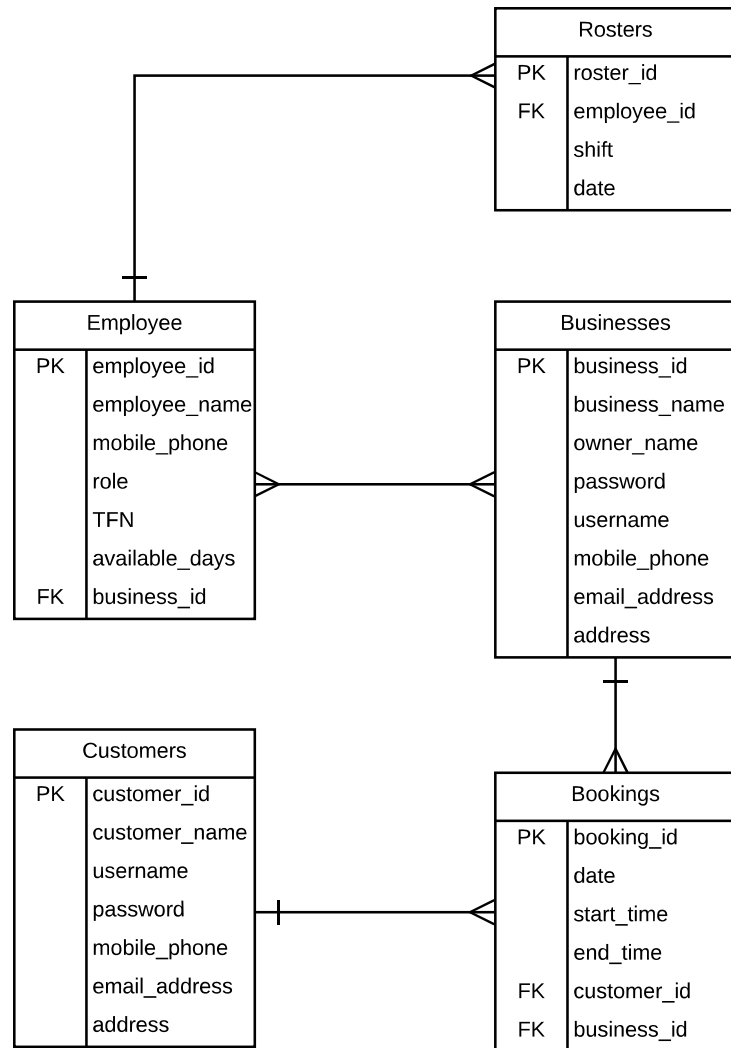 Rosters
PK roster_id
FK employee_id
shift
date
Employee
PK employee_id
employee_name
mobile_phone
role
TFN
available_days
FK business_id
Businesses
PK business_id
business_name
owner_name
password
username
mobile_phone
email_address
address
Customers
PK customer_id
customer_name
username
password
mobile_phone
email_address
address
Bookings
PK booking_id
date
start_time
end_time
FK customer_id
FK business_id